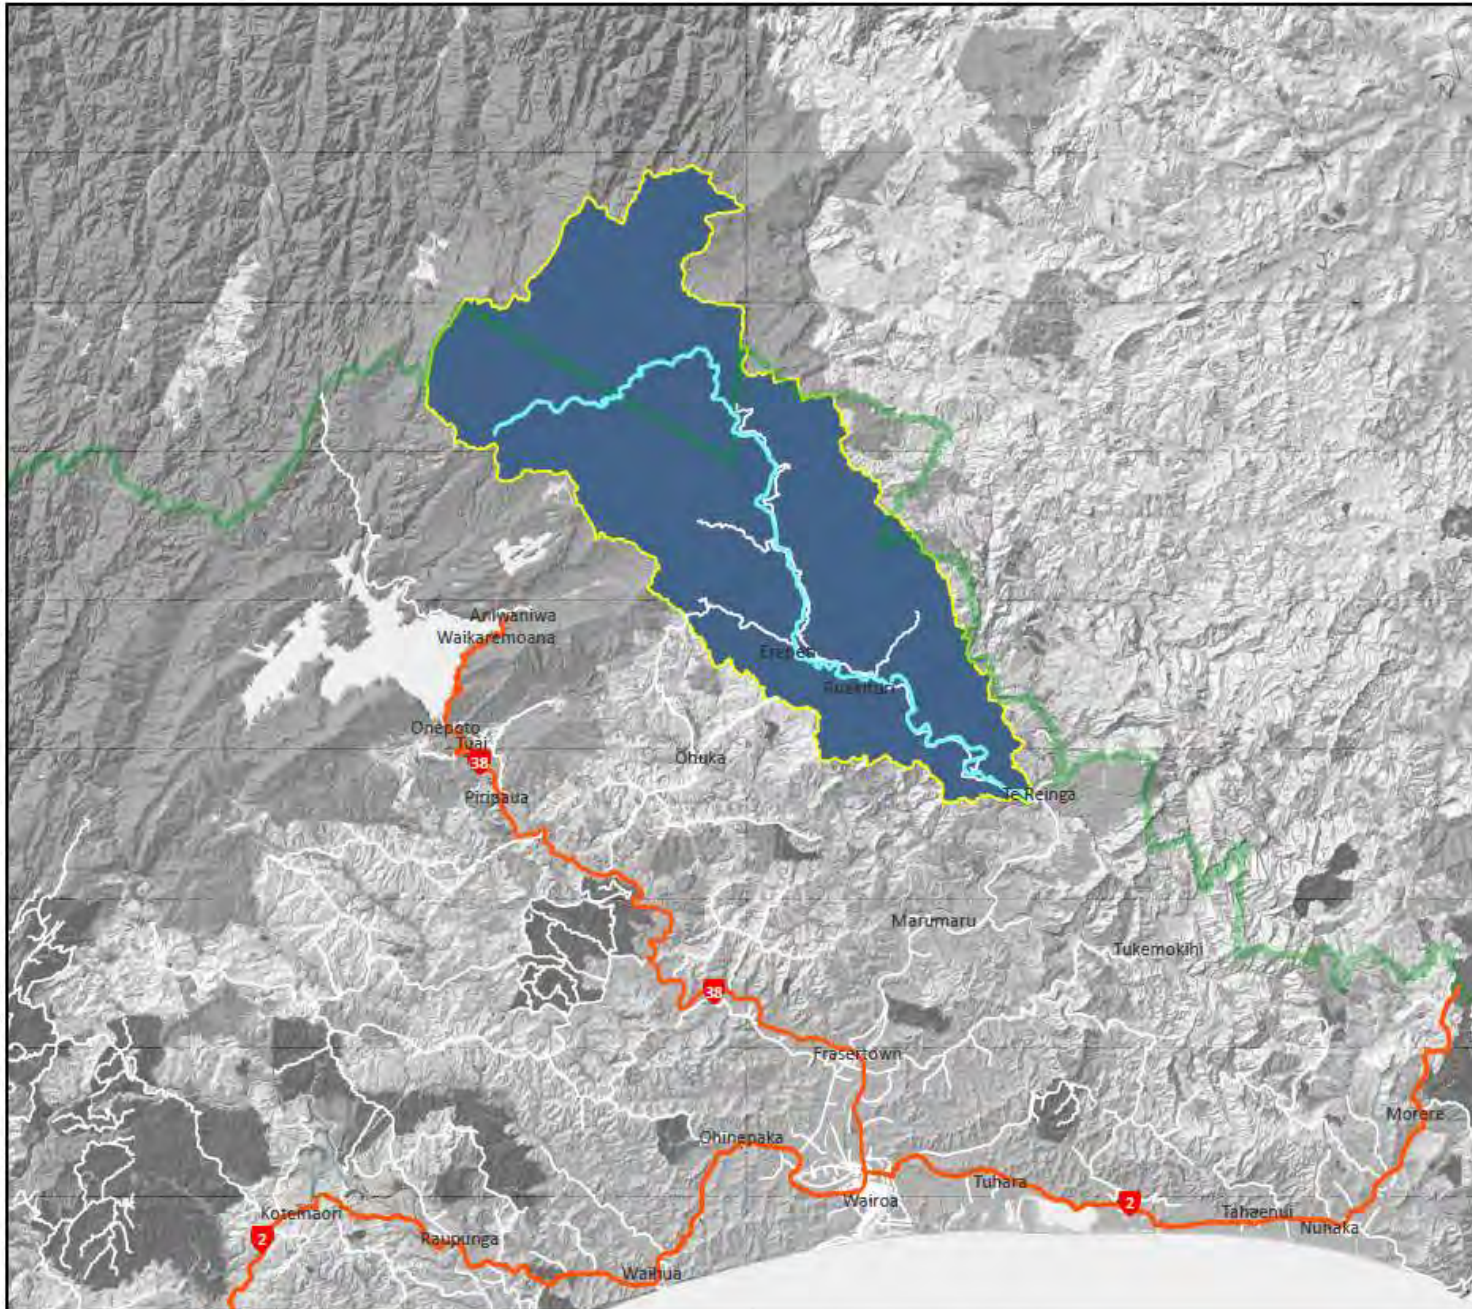 Aniwaniwa
Waikaremoana
Erepeti
Ruakituri
Onepoto
Tuai
38
Ohuka
Piripaua
Te Reinga
Marumaru
Tukemokihi
38
Frasertown
Morere
Ohinepaka
Tuhara
Wairoa
2
Tahaenui
Nuhaka
Kotemaori
2
Raupunga
Waihua